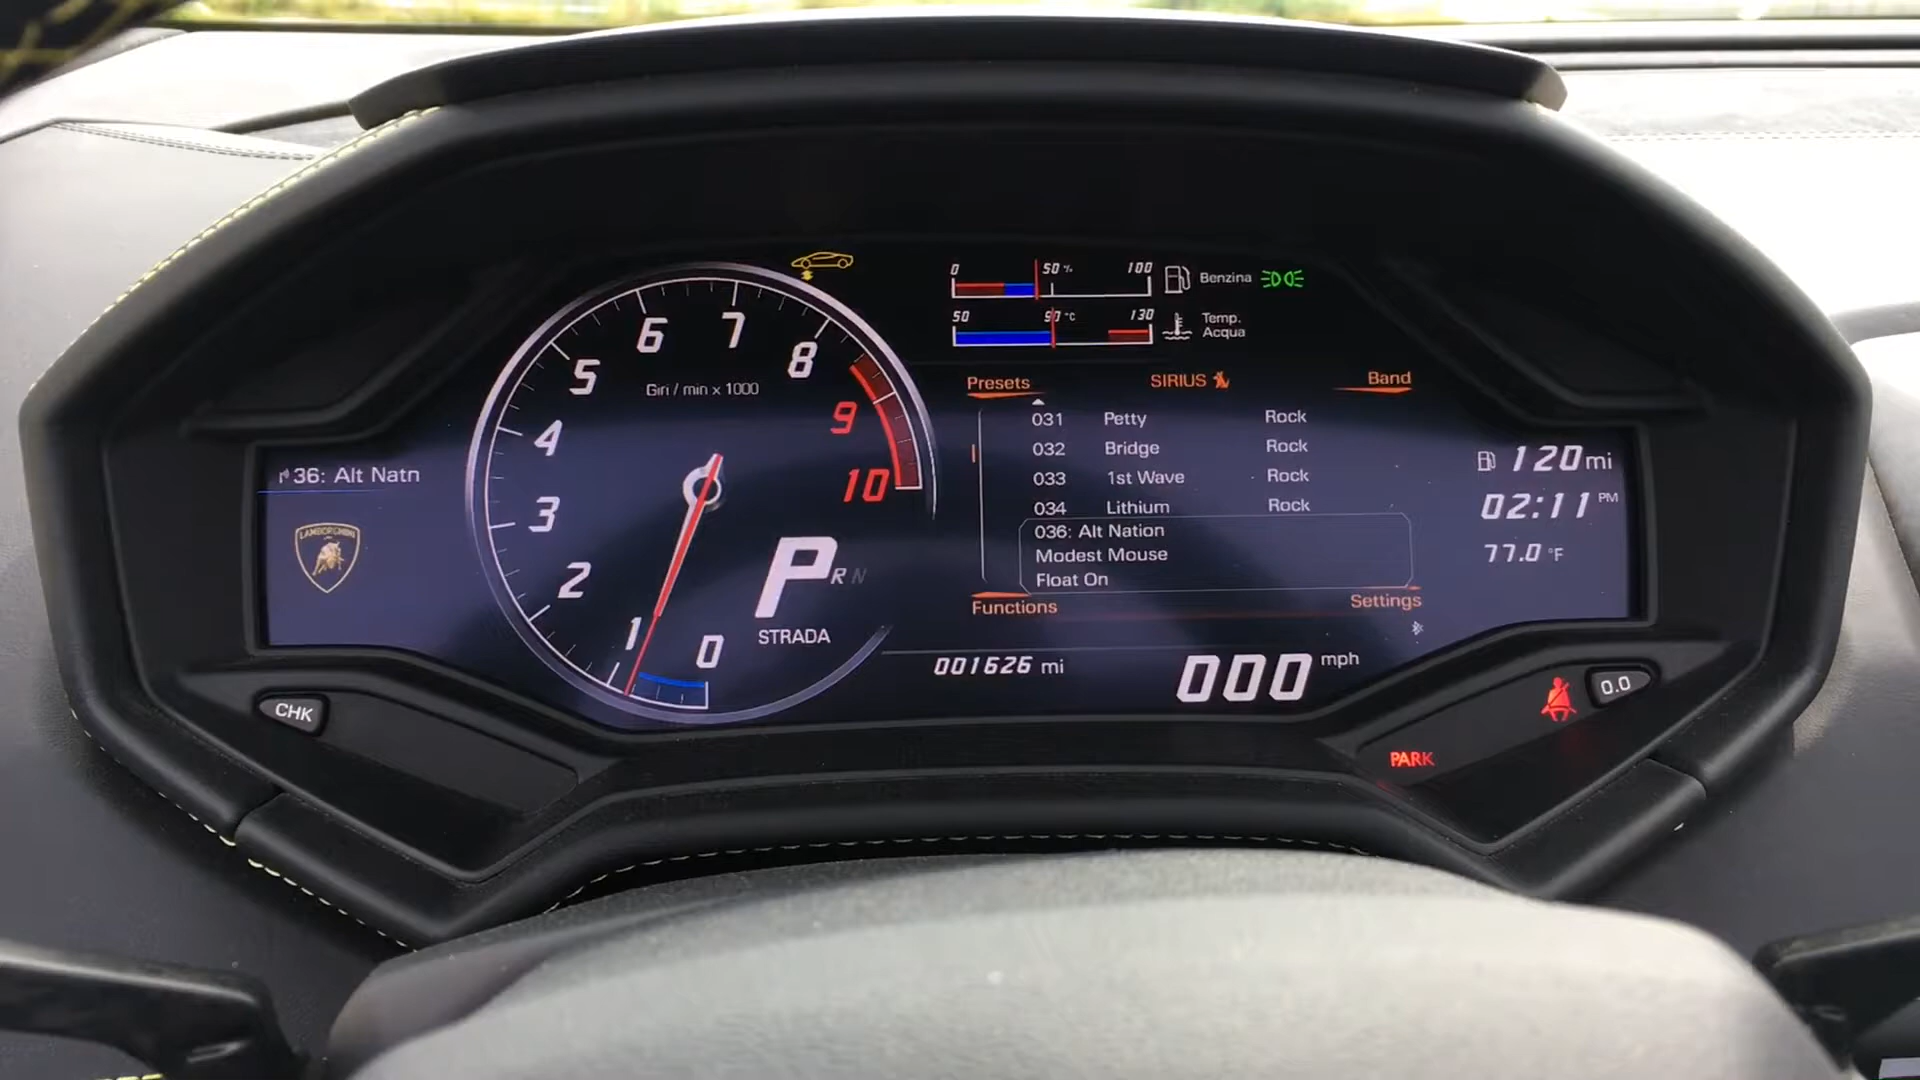 36: Alt Natn
LAMBORGHINI
Giri / min x 1000
0
1
2
3
4
5
6
7
8
9
10
P R N
STRADA
0 50 % 100 Benzina
50 90 °C 130 Temp. Acqua
Presets SIRIUS Band
031 Petty Rock
032 Bridge Rock
033 1st Wave Rock
034 Lithium Rock
036: Alt Nation
Modest Mouse
Float On
Functions Settings
120 mi
02:11 PM
77.0 °F
001626 mi
000 mph
CHK
0.0
PARK